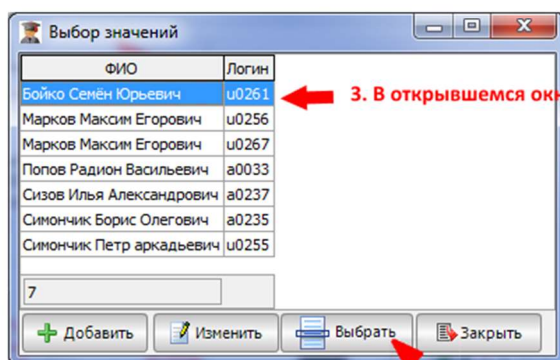 Выбор значений
ФИО Логин
Бойко Семён Юрьевич u0261
3. В открывшемся
Марков Максим Егорович u0256
Марков Максим Егорович u0267
Попов Радион Васильевич a0033
Сизов Илья Александрович a0237
Симончик Борис Олегович a0235
Симончик Петр аркадьевич u0255
7
Добавить Изменить Выбрать Закрыть